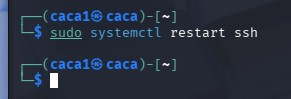 ┌──(caca1㉿caca)-[~]
└─$ sudo systemctl restart ssh
┌──(caca1㉿caca)-[~]
└─$